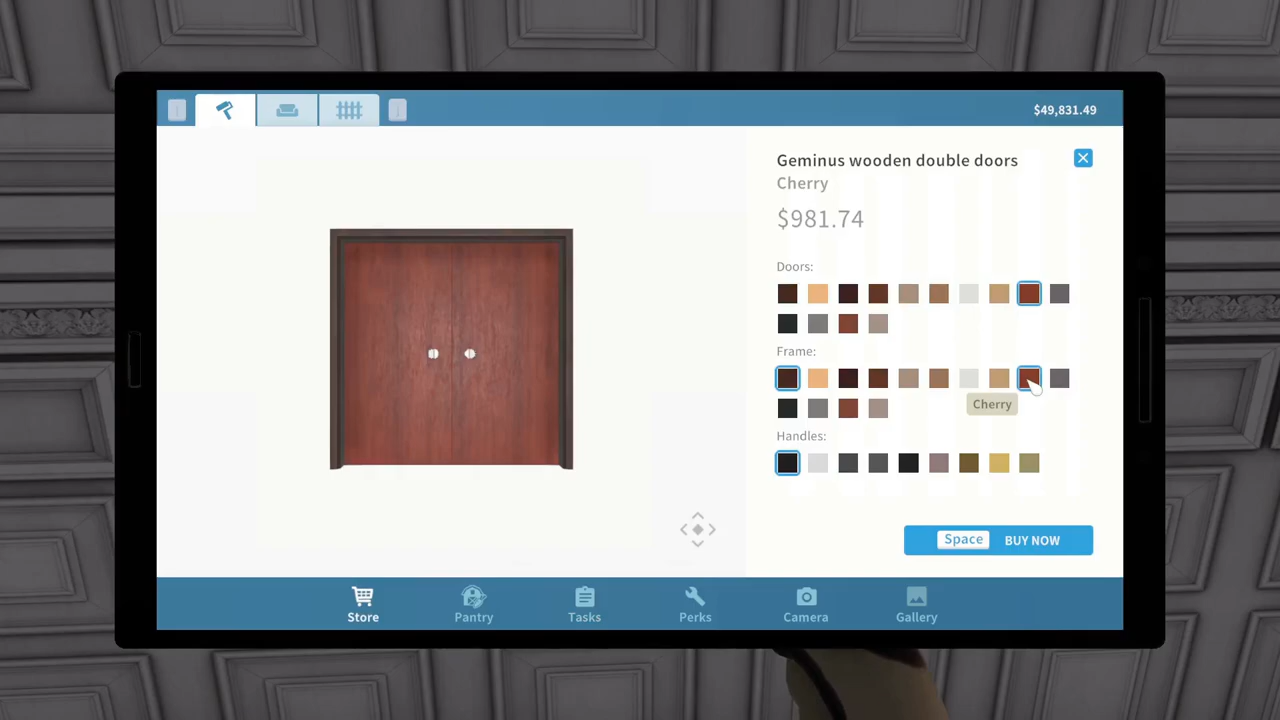 $49,831.49
Geminus wooden double doors
Cherry
$981.74
Doors:
Frame:
Cherry
Handles:
Space BUY NOW
Store Pantry Tasks Perks Camera Gallery